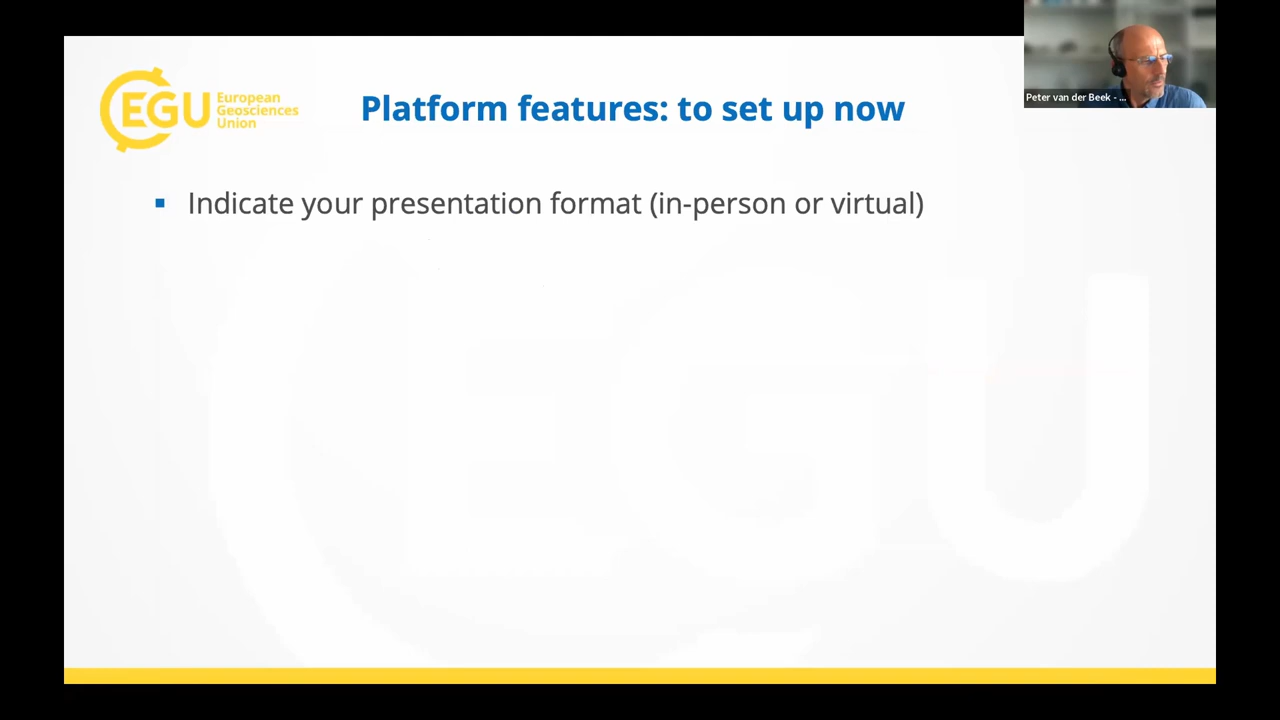 EGU
European
Geosciences
Union
Platform features: to set up now
Peter van der Beek - ...
Indicate your presentation format (in-person or virtual)